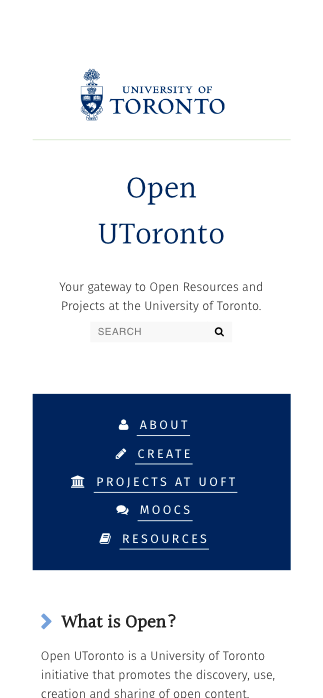 UNIVERSITY OF
TORONTO
Open
UToronto
Your gateway to Open Resources and
Projects at the University of Toronto.
SEARCH
ABOUT
CREATE
PROJECTS AT UOFT
MOOCS
RESOURCES
What is Open?
Open UToronto is a University of Toronto
initiative that promotes the discovery, use,
creation and sharing of open content.